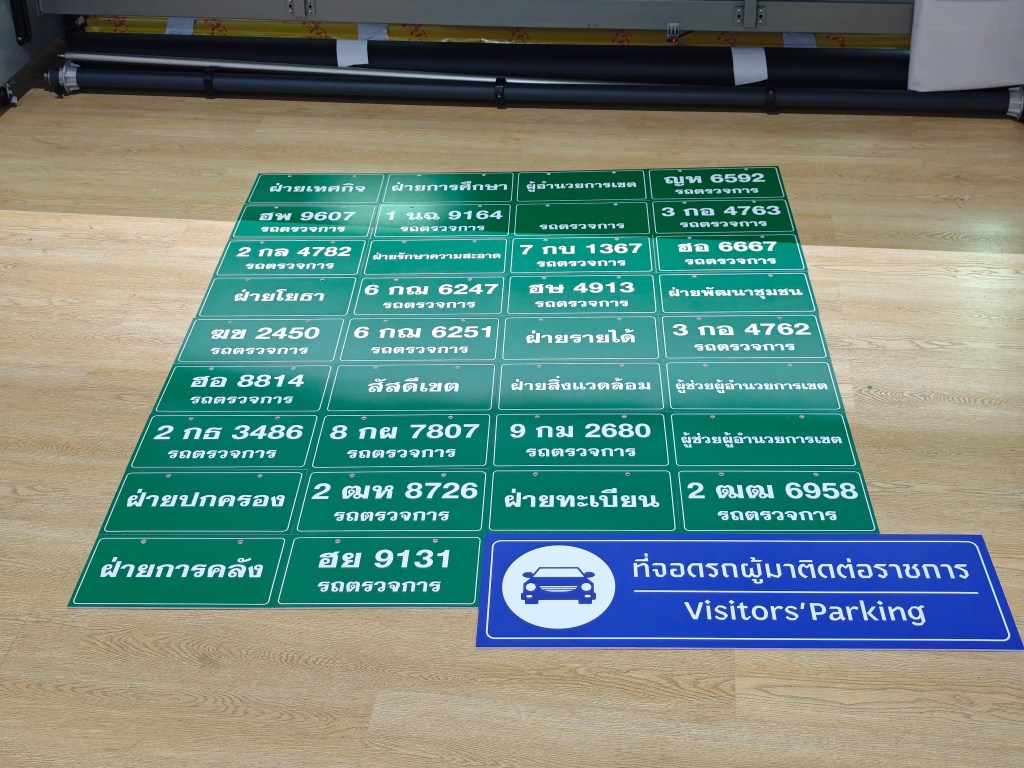 ฝ่ายเทศกิจ
ฝ่ายการศึกษา
ผู้อำนวยการเขต
ญห 6592
รถตรวจการ
ฮพ 9607
รถตรวจการ
1 นฉ 9164
รถตรวจการ
รถตรวจการ
3 กอ 4763
รถตรวจการ
2 กล 4782
รถตรวจการ
ฝ่ายรักษาความสะอาด
7 กบ 1367
รถตรวจการ
ฮอ 6667
รถตรวจการ
ฝ่ายโยธา
6 กฌ 6247
รถตรวจการ
ฮษ 4913
รถตรวจการ
ฝ่ายพัฒนาชุมชน
ฆข 2450
รถตรวจการ
6 กฌ 6251
รถตรวจการ
ฝ่ายรายได้
3 กอ 4762
รถตรวจการ
ฮอ 8814
รถตรวจการ
สัสดีเขต
ฝ่ายสิ่งแวดล้อม
ผู้ช่วยผู้อำนวยการเขต
2 กธ 3486
รถตรวจการ
8 กผ 7807
รถตรวจการ
9 กม 2680
รถตรวจการ
ผู้ช่วยผู้อำนวยการเขต
ฝ่ายปกครอง
2 ฒห 8726
รถตรวจการ
ฝ่ายทะเบียน
2 ฒฒ 6958
รถตรวจการ
ฝ่ายการคลัง
ฮย 9131
รถตรวจการ
ที่จอดรถผู้มาติดต่อราชการ
Visitors'Parking